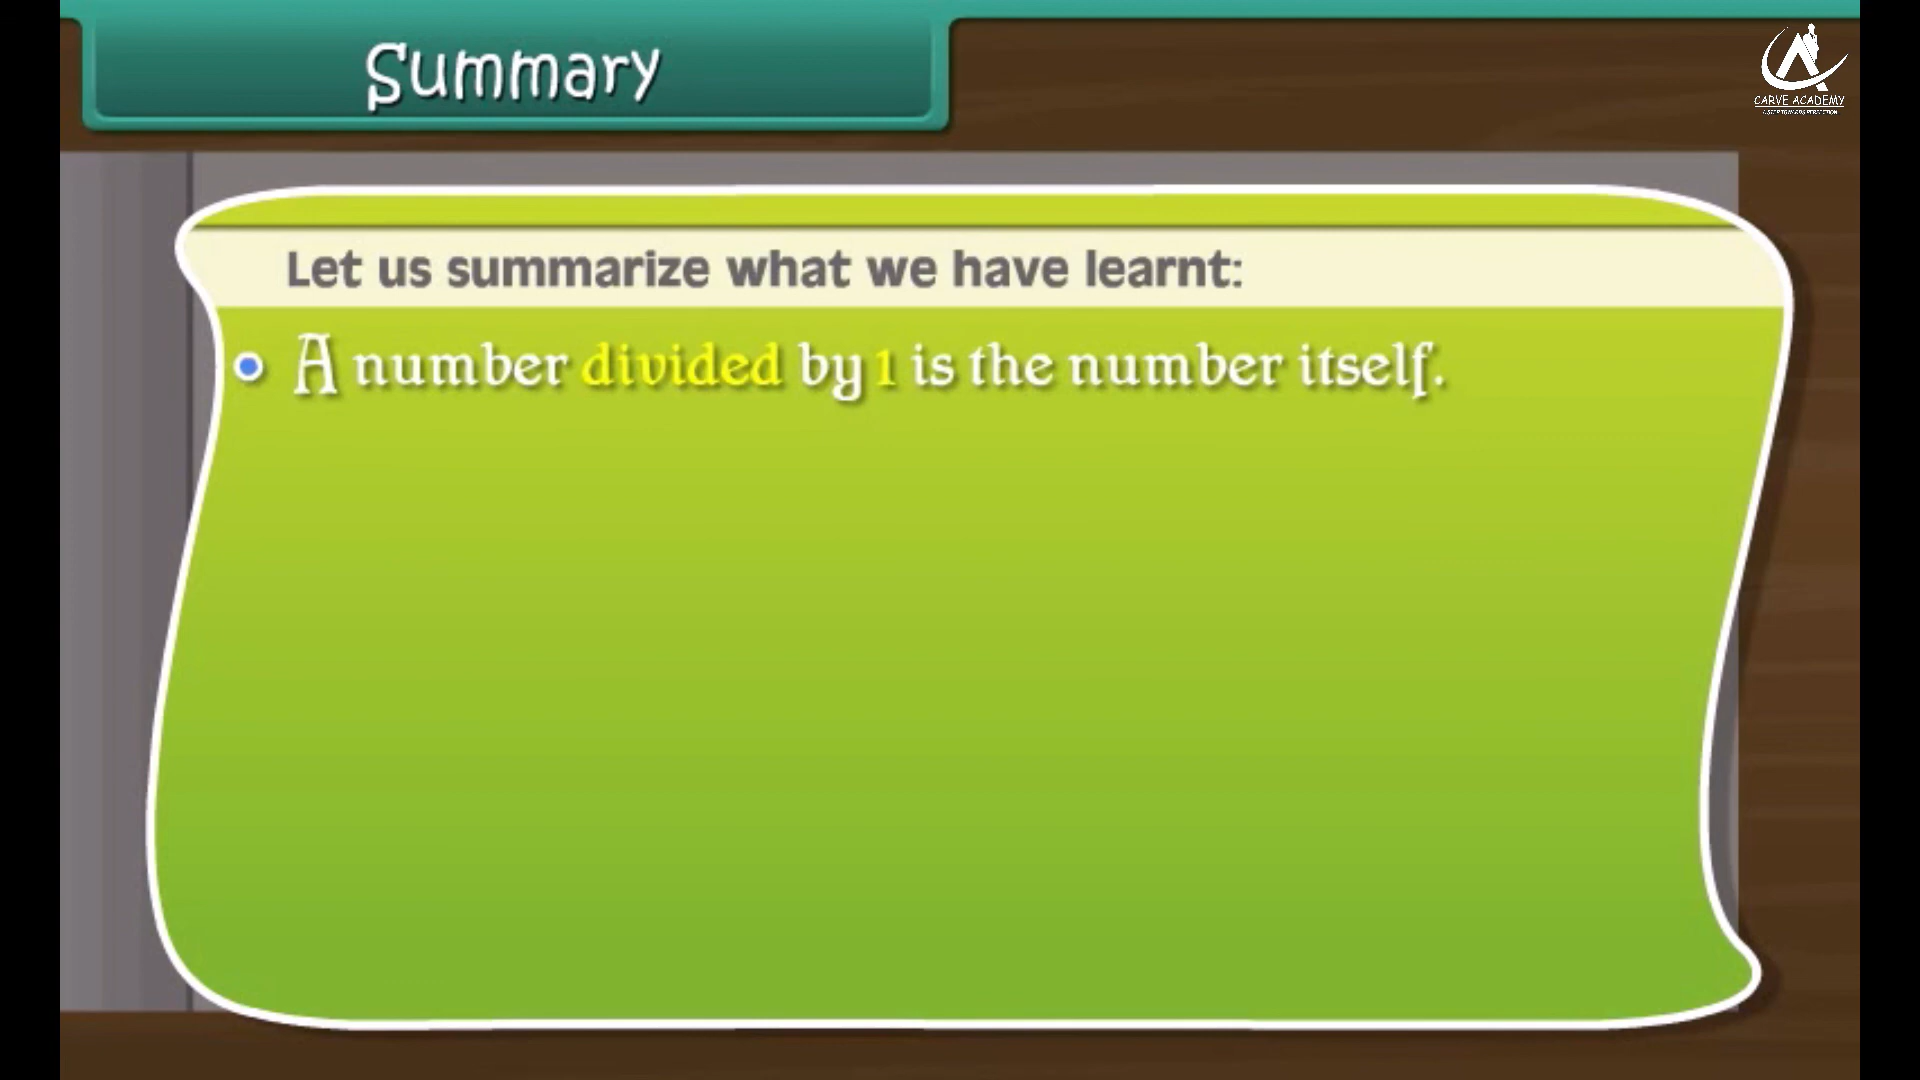 Summary
CARVE ACADEMY
Let us summarize what we have learnt:
A number divided by 1 is the number itself.